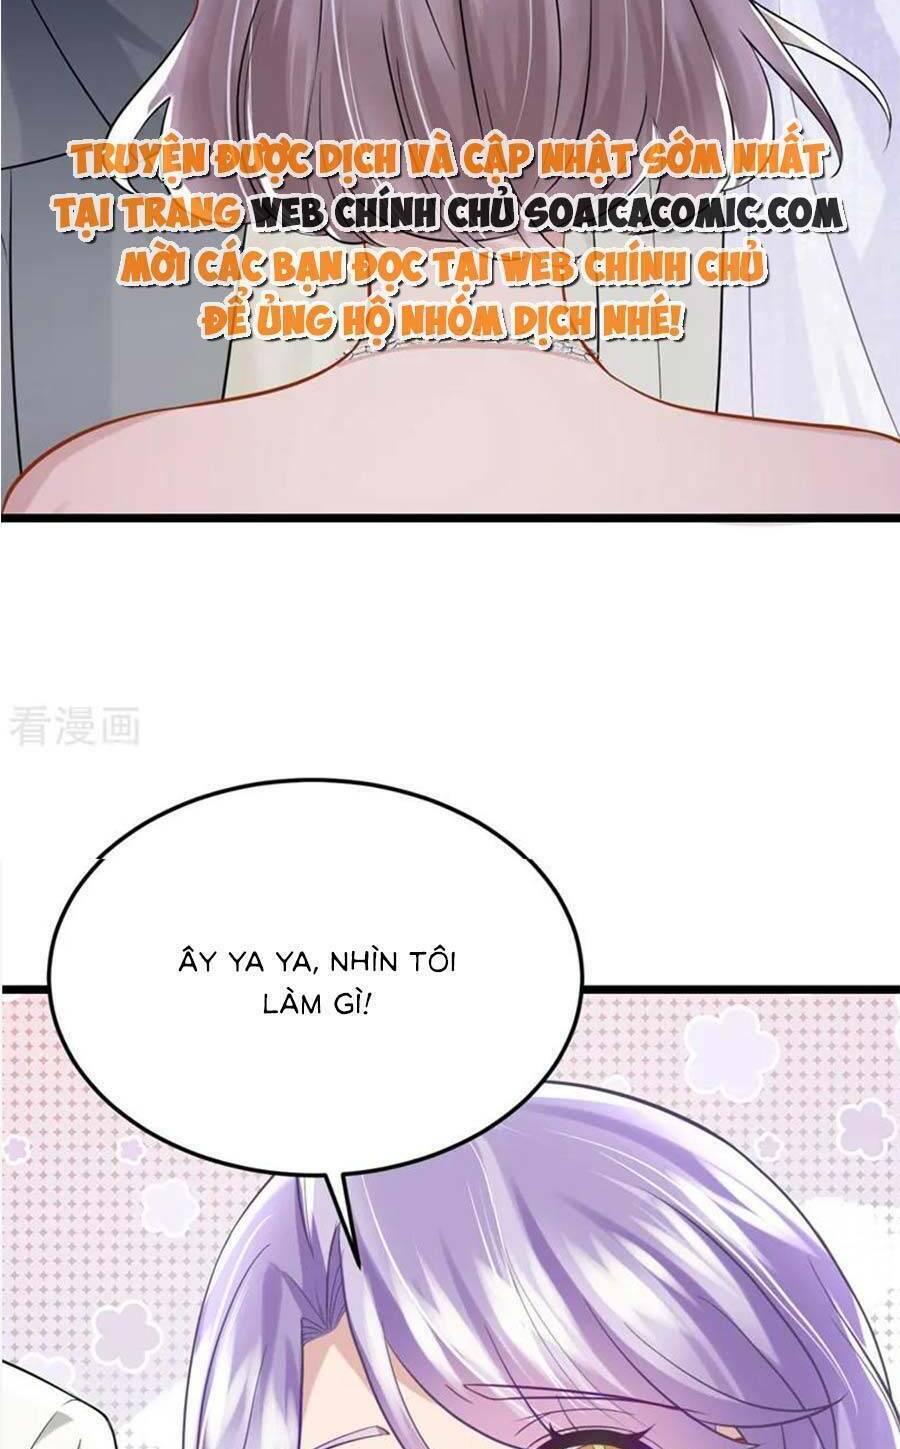 TRUYỆN ĐƯỢC DỊCH VÀ CẬP NHẬT SỚM NHẤT
TẠI TRANG WEB CHÍNH CHỦ SOAICACOMIC.COM
MỜI CÁC BẠN ĐỌC TẠI WEB CHÍNH CHỦ
ĐỂ ỦNG HỘ NHÓM DỊCH NHÉ!
看漫画
ÂY YA YA, NHÌN TÔI
LÀM GÌ!